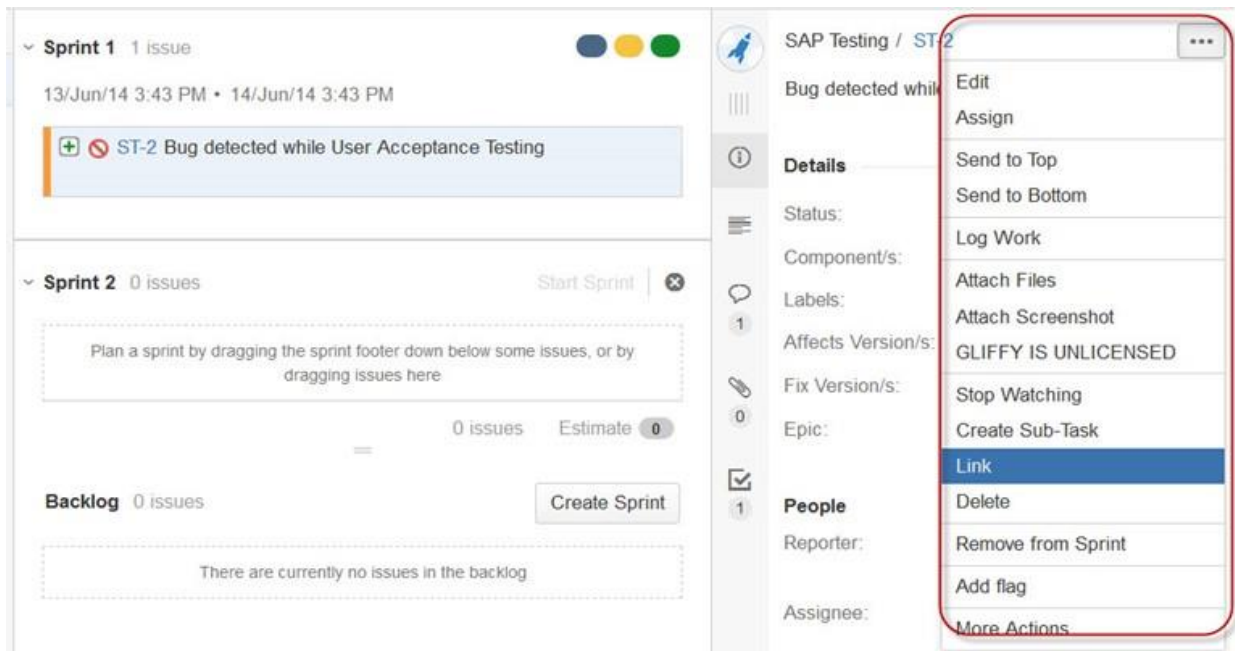 Sprint 1 1 issue
13/Jun/14 3:43 PM • 14/Jun/14 3:43 PM
ST-2 Bug detected while User Acceptance Testing
Sprint 2 0 issues Start Sprint
Plan a sprint by dragging the sprint footer down below some issues, or by
dragging issues here
0 issues Estimate 0
Backlog 0 issues Create Sprint
There are currently no issues in the backlog
1
0
1
SAP Testing / ST-2
Bug detected whil
Details
Status:
Component/s:
Labels:
Affects Version/s:
Fix Version/s:
Epic:
People
Reporter:
Assignee:
Edit
Assign
Send to Top
Send to Bottom
Log Work
Attach Files
Attach Screenshot
GLIFFY IS UNLICENSED
Stop Watching
Create Sub-Task
Link
Delete
Remove from Sprint
Add flag
More Actions